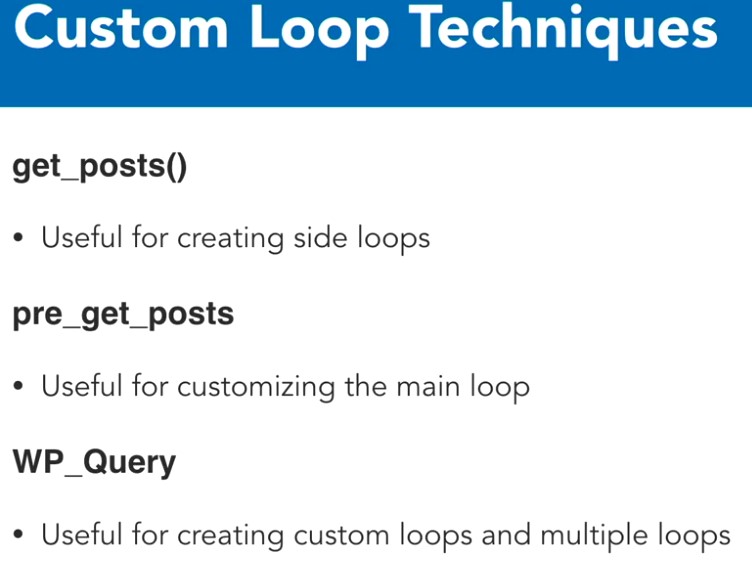 Custom Loop Techniques
get_posts()
• Useful for creating side loops
pre_get_posts
• Useful for customizing the main loop
WP_Query
• Useful for creating custom loops and multiple loops